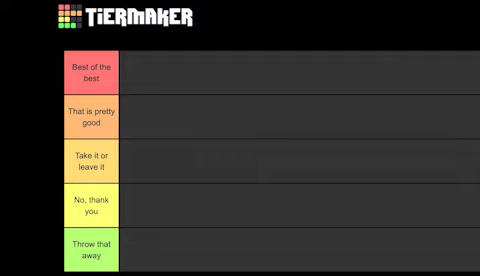 TiERMAKER
Best of the
best
That is pretty
good
Take it or
leave it
No, thank
you
Throw that
away